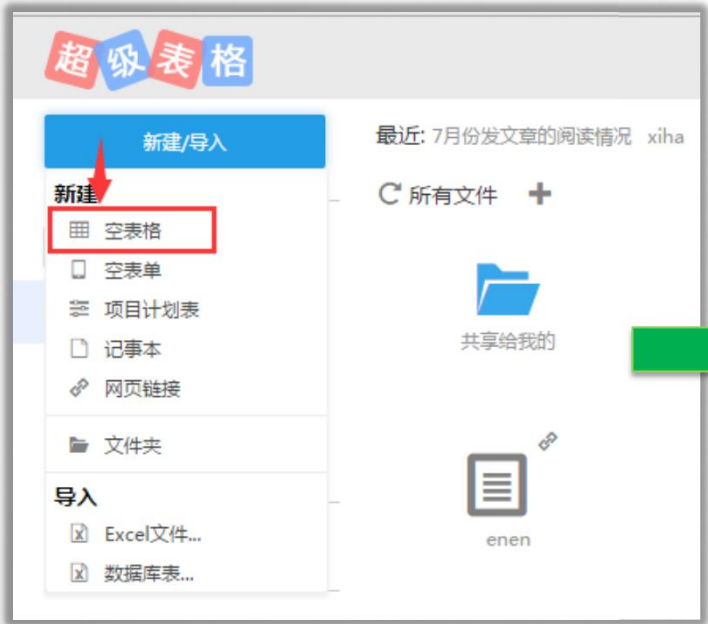 超级表格
新建/导入
最近: 7月份发文章的阅读情况 xiha
新建
所有文件
空表格
空表单
项目计划表
共享给我的
记事本
网页链接
文件夹
导入
Excel文件...
enen
数据库表...